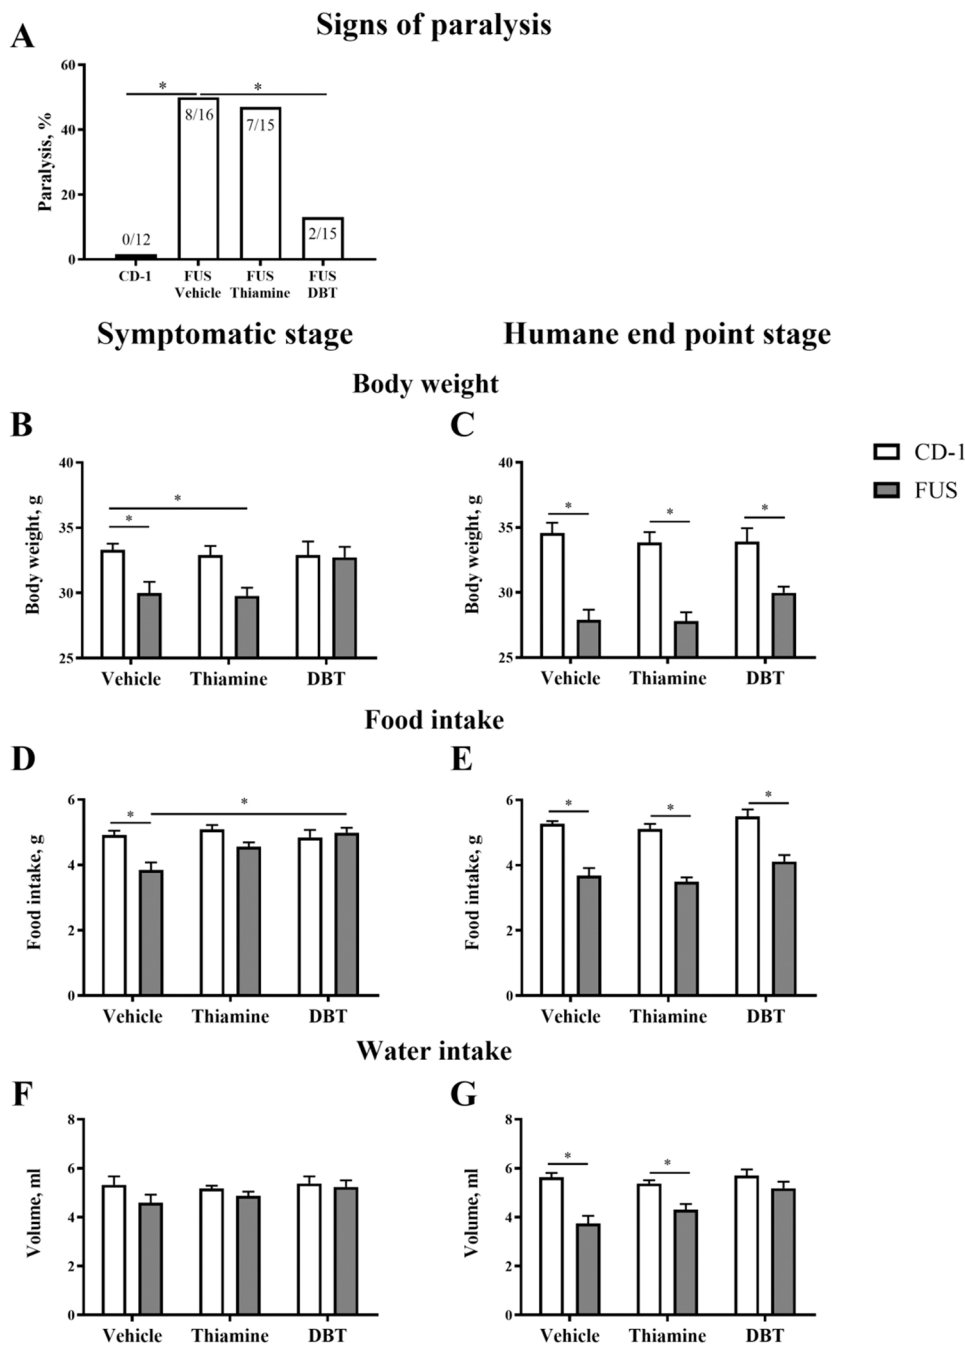 A
Signs of paralysis
Paralysis, %
60
40
20
0
*
*
0/12
8/16
7/15
2/15
CD-1
FUS
Vehicle
FUS
Thiamine
FUS
DBT
Symptomatic stage
Humane end point stage
Body weight
B
Body weight, g
40
35
30
25
*
*
Vehicle
Thiamine
DBT
C
Body weight, g
40
35
30
25
*
*
*
Vehicle
Thiamine
DBT
CD-1
FUS
Food intake
D
Food intake, g
6
4
2
0
*
*
Vehicle
Thiamine
DBT
E
Food intake, g
6
4
2
0
*
*
*
Vehicle
Thiamine
DBT
Water intake
F
Volume, ml
8
6
4
2
0
Vehicle
Thiamine
DBT
G
Volume, ml
8
6
4
2
0
*
*
Vehicle
Thiamine
DBT